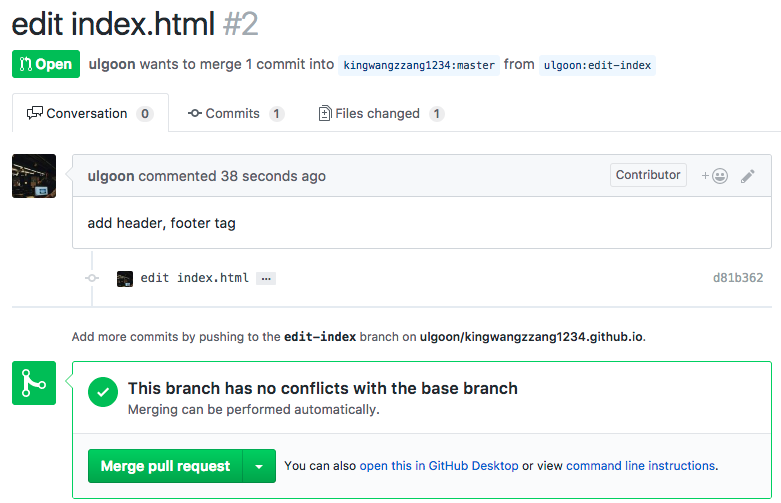 edit index.html #2
Open ulgoon wants to merge 1 commit into kingwangzzang1234:master from ulgoon:edit-index
Conversation 0 Commits 1 Files changed 1
ulgoon commented 38 seconds ago Contributor +
add header, footer tag
edit index.html … d81b362
Add more commits by pushing to the edit-index branch on ulgoon/kingwangzzang1234.github.io.
This branch has no conflicts with the base branch
Merging can be performed automatically.
Merge pull request You can also open this in GitHub Desktop or view command line instructions.